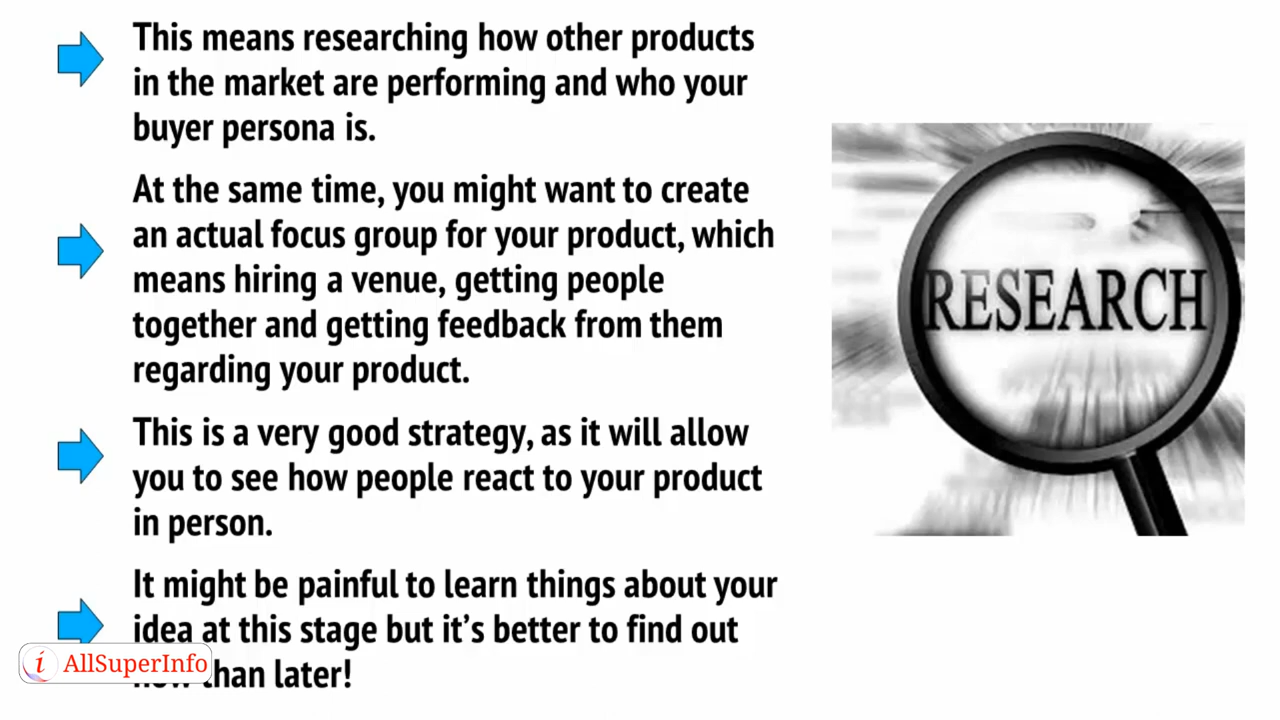 This means researching how other products
in the market are performing and who your
buyer persona is.
At the same time, you might want to create
an actual focus group for your product, which
means hiring a venue, getting people
together and getting feedback from them
regarding your product.
This is a very good strategy, as it will allow
you to see how people react to your product
in person.
It might be painful to learn things about your
idea at this stage but it’s better to find out
than later!
i AllSuperInfo
RESEARCH